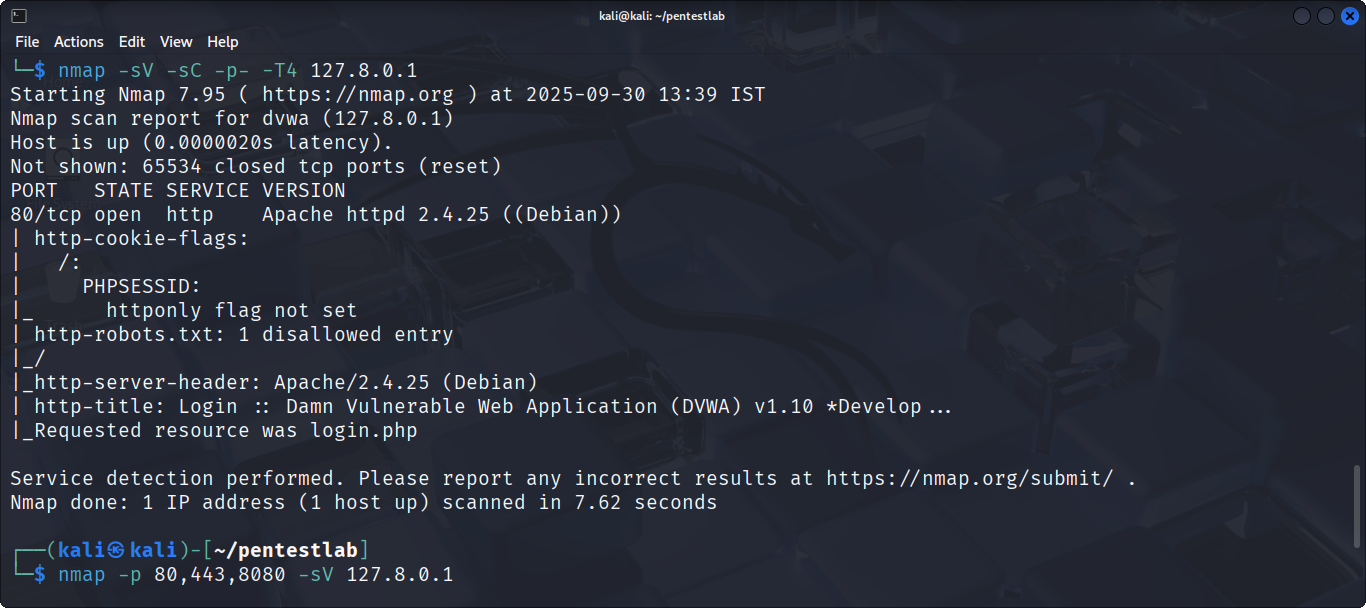 kali@kali: ~/pentestlab
File Actions Edit View Help
└─$ nmap -sV -sC -p- -T4 127.8.0.1
Starting Nmap 7.95 ( https://nmap.org ) at 2025-09-30 13:39 IST
Nmap scan report for dvwa (127.8.0.1)
Host is up (0.0000020s latency).
Not shown: 65534 closed tcp ports (reset)
PORT   STATE SERVICE VERSION
80/tcp open  http    Apache httpd 2.4.25 ((Debian))
| http-cookie-flags:
|   /:
|     PHPSESSID:
|_      httponly flag not set
| http-robots.txt: 1 disallowed entry
|_/
|_http-server-header: Apache/2.4.25 (Debian)
| http-title: Login :: Damn Vulnerable Web Application (DVWA) v1.10 *Develop...
|_Requested resource was login.php
Service detection performed. Please report any incorrect results at https://nmap.org/submit/ .
Nmap done: 1 IP address (1 host up) scanned in 7.62 seconds
┌──(kali㉿kali)-[~/pentestlab]
└─$ nmap -p 80,443,8080 -sV 127.8.0.1